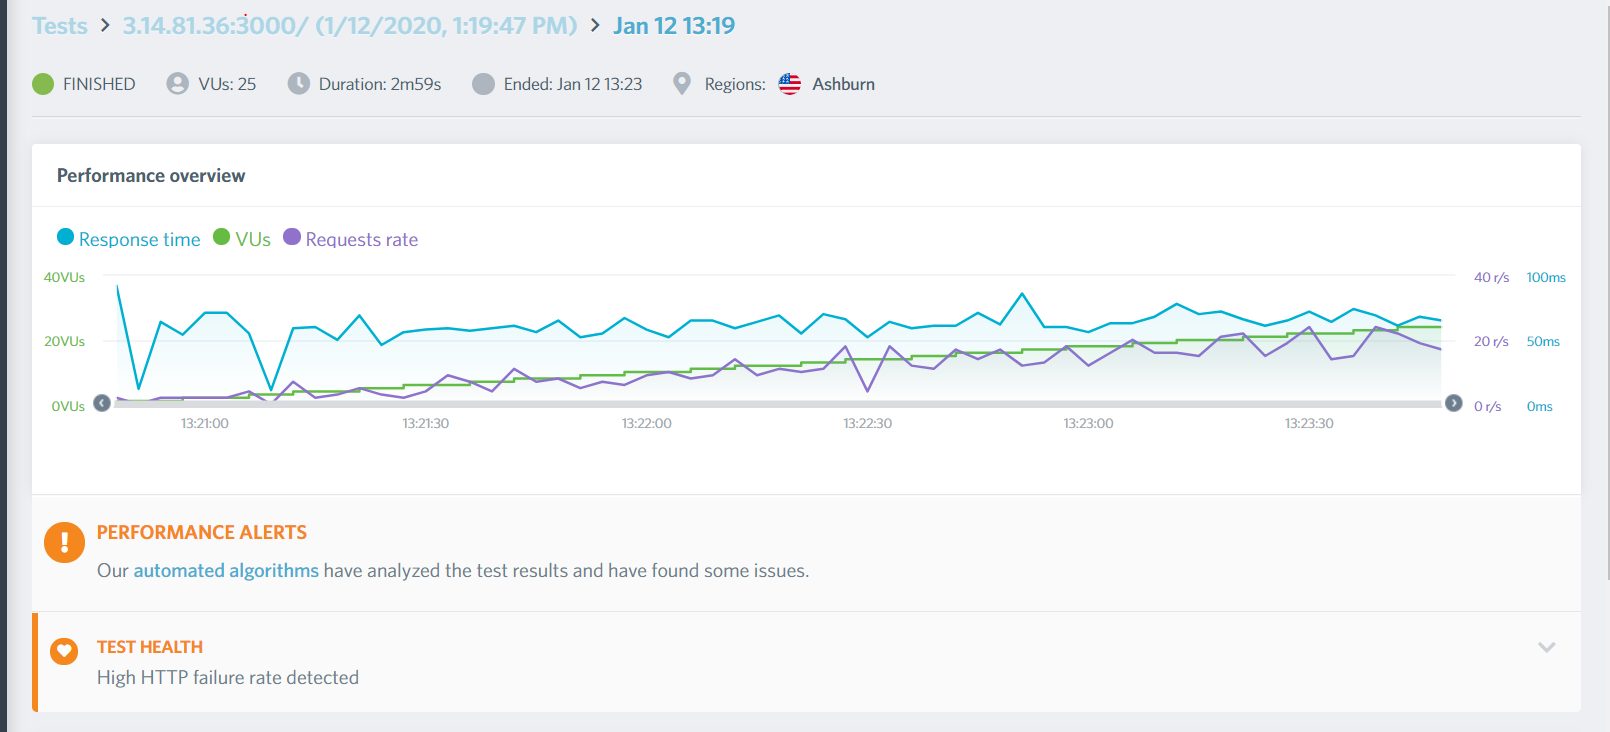 Tests > 3.14.81.36:3000/ (1/12/2020, 1:19:47 PM) > Jan 12 13:19
FINISHED VUs: 25 Duration: 2m59s Ended: Jan 12 13:23 Regions: Ashburn
Performance overview
Response time VUs Requests rate
40VUs 40 r/s 100ms
20VUs 20 r/s 50ms
0VUs 0 r/s 0ms
13:21:00 13:21:30 13:22:00 13:22:30 13:23:00 13:23:30
PERFORMANCE ALERTS
Our automated algorithms have analyzed the test results and have found some issues.
TEST HEALTH
High HTTP failure rate detected